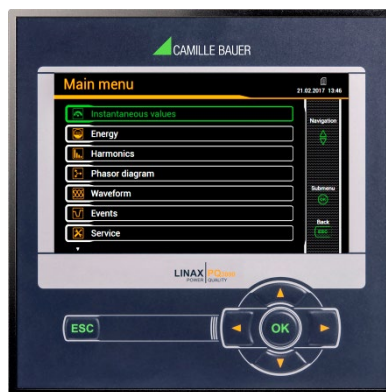 CAMILLE BAUER
Main menu
21.02.2017 13:46
Instantaneous values
Navigation
Energy
Harmonics
Phasor diagram
Submenu
OK
Waveform
Events
Back
ESC
Service
LINAX PQ
POWER QUALITY
ESC
OK